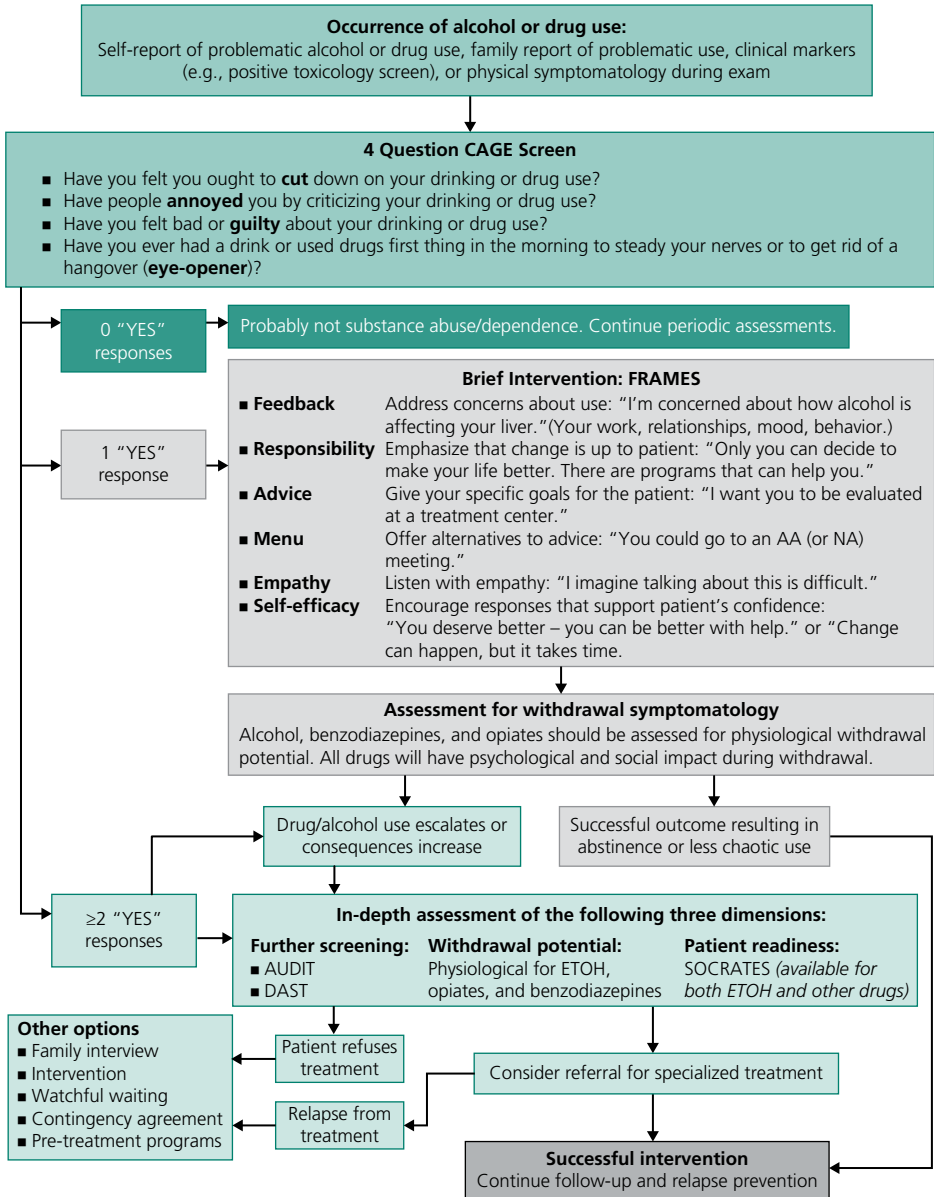 Occurrence of alcohol or drug use:
Self-report of problematic alcohol or drug use, family report of problematic use, clinical markers
(e.g., positive toxicology screen), or physical symptomatology during exam
4 Question CAGE Screen
■ Have you felt you ought to cut down on your drinking or drug use?
■ Have people annoyed you by criticizing your drinking or drug use?
■ Have you felt bad or guilty about your drinking or drug use?
■ Have you ever had a drink or used drugs first thing in the morning to steady your nerves or to get rid of a
hangover (eye-opener)?
0 “YES”
responses
Probably not substance abuse/dependence. Continue periodic assessments.
1 “YES”
response
Brief Intervention: FRAMES
■ Feedback Address concerns about use: “I’m concerned about how alcohol is
affecting your liver.”(Your work, relationships, mood, behavior.)
■ Responsibility Emphasize that change is up to patient: “Only you can decide to
make your life better. There are programs that can help you.”
■ Advice Give your specific goals for the patient: “I want you to be evaluated
at a treatment center.”
■ Menu Offer alternatives to advice: “You could go to an AA (or NA)
meeting.”
■ Empathy Listen with empathy: “I imagine talking about this is difficult.”
■ Self-efficacy Encourage responses that support patient’s confidence:
“You deserve better – you can be better with help.” or “Change
can happen, but it takes time.
Assessment for withdrawal symptomatology
Alcohol, benzodiazepines, and opiates should be assessed for physiological withdrawal
potential. All drugs will have psychological and social impact during withdrawal.
Drug/alcohol use escalates or
consequences increase
Successful outcome resulting in
abstinence or less chaotic use
≥2 “YES”
responses
In-depth assessment of the following three dimensions:
Further screening:
■ AUDIT
■ DAST
Withdrawal potential:
Physiological for ETOH,
opiates, and benzodiazepines
Patient readiness:
SOCRATES (available for
both ETOH and other drugs)
Other options
■ Family interview
■ Intervention
■ Watchful waiting
■ Contingency agreement
■ Pre-treatment programs
Patient refuses
treatment
Relapse from
treatment
Consider referral for specialized treatment
Successful intervention
Continue follow-up and relapse prevention